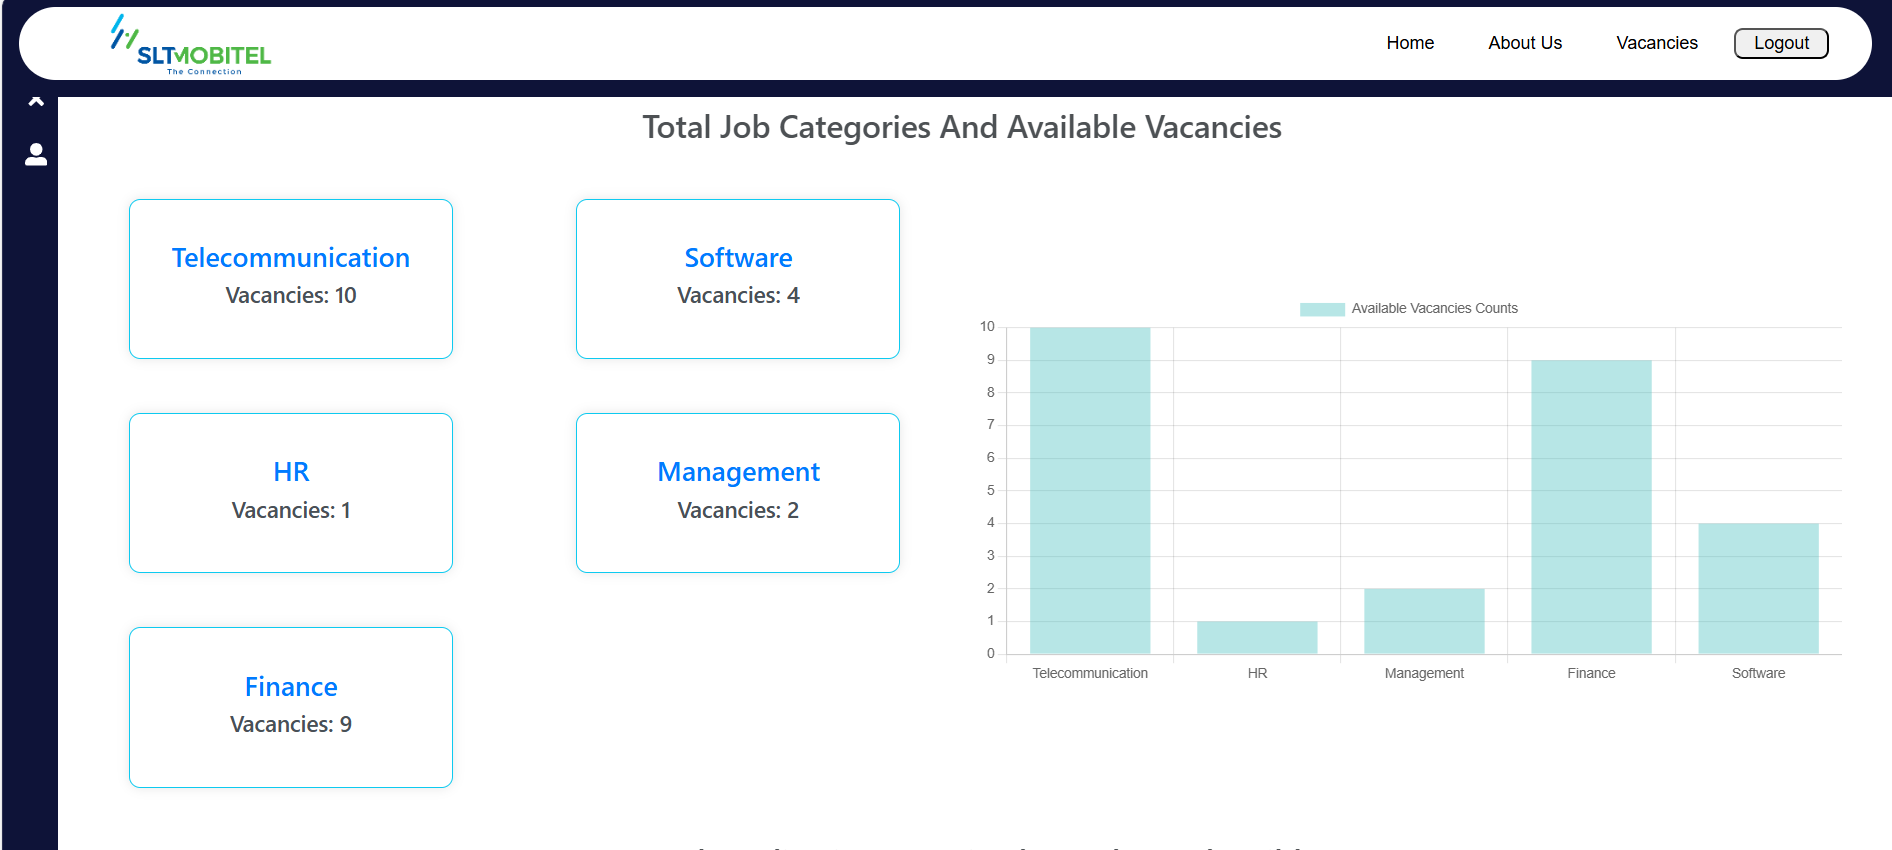 SLTMOBITEL
The Connection
Home
About Us
Vacancies
Logout
Total Job Categories And Available Vacancies
Telecommunication
Vacancies: 10
Software
Vacancies: 4
HR
Vacancies: 1
Management
Vacancies: 2
Finance
Vacancies: 9
Available Vacancies Counts
10
9
8
7
6
5
4
3
2
1
0
Telecommunication
HR
Management
Finance
Software